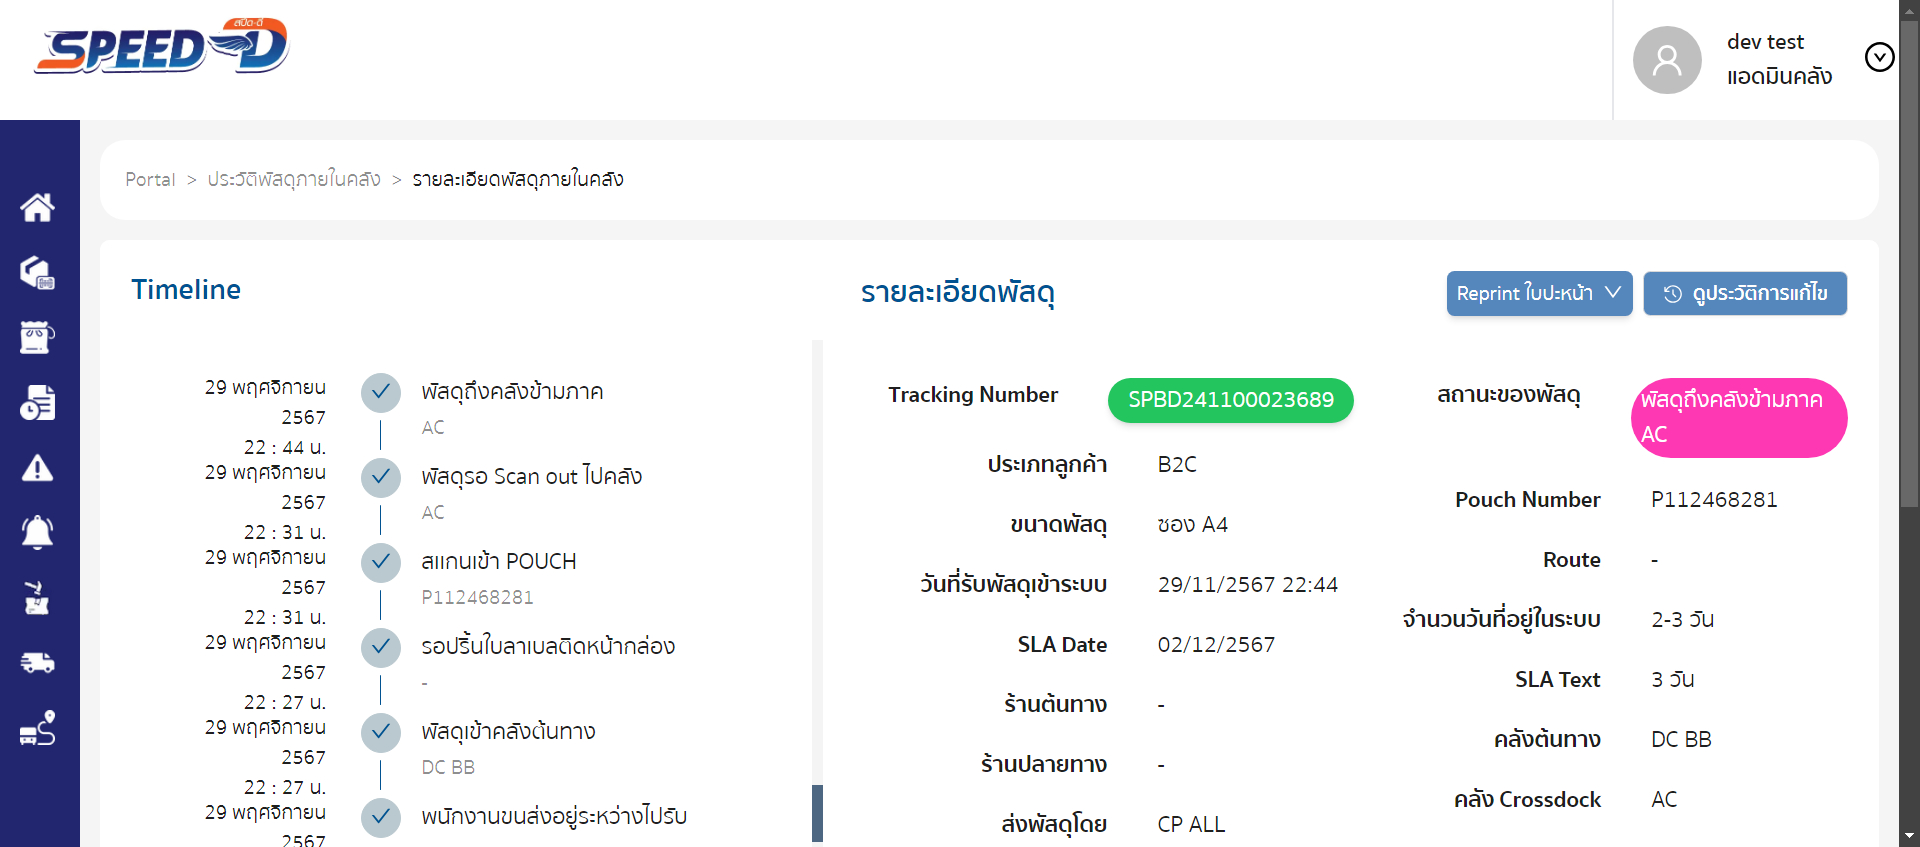 สปีด-ดี
SPEED-D
dev test
แอดมินคลัง
Portal > ประวัติพัสดุภายในคลัง > รายละเอียดพัสดุภายในคลัง
Timeline
29 พฤศจิกายน
2567
22 : 44 น.
พัสดุถึงคลังข้ามภาค
AC
29 พฤศจิกายน
2567
22 : 31 น.
พัสดุรอ Scan out ไปคลัง
AC
29 พฤศจิกายน
2567
22 : 31 น.
สแกนเข้า POUCH
P112468281
29 พฤศจิกายน
2567
22 : 27 น.
รอปริ้นใบลาเบลติดหน้ากล่อง
-
29 พฤศจิกายน
2567
22 : 27 น.
พัสดุเข้าคลังต้นทาง
DC BB
29 พฤศจิกายน
2567
พนักงานขนส่งอยู่ระหว่างไปรับ
รายละเอียดพัสดุ
Reprint ใบปะหน้า
ดูประวัติการแก้ไข
Tracking Number SPBD241100023689
ประเภทลูกค้า B2C
ขนาดพัสดุ ซอง A4
วันที่รับพัสดุเข้าระบบ 29/11/2567 22:44
SLA Date 02/12/2567
ร้านต้นทาง -
ร้านปลายทาง -
ส่งพัสดุโดย CP ALL
สถานะของพัสดุ พัสดุถึงคลังข้ามภาค
AC
Pouch Number P112468281
Route -
จำนวนวันที่อยู่ในระบบ 2-3 วัน
SLA Text 3 วัน
คลังต้นทาง DC BB
คลัง Crossdock AC